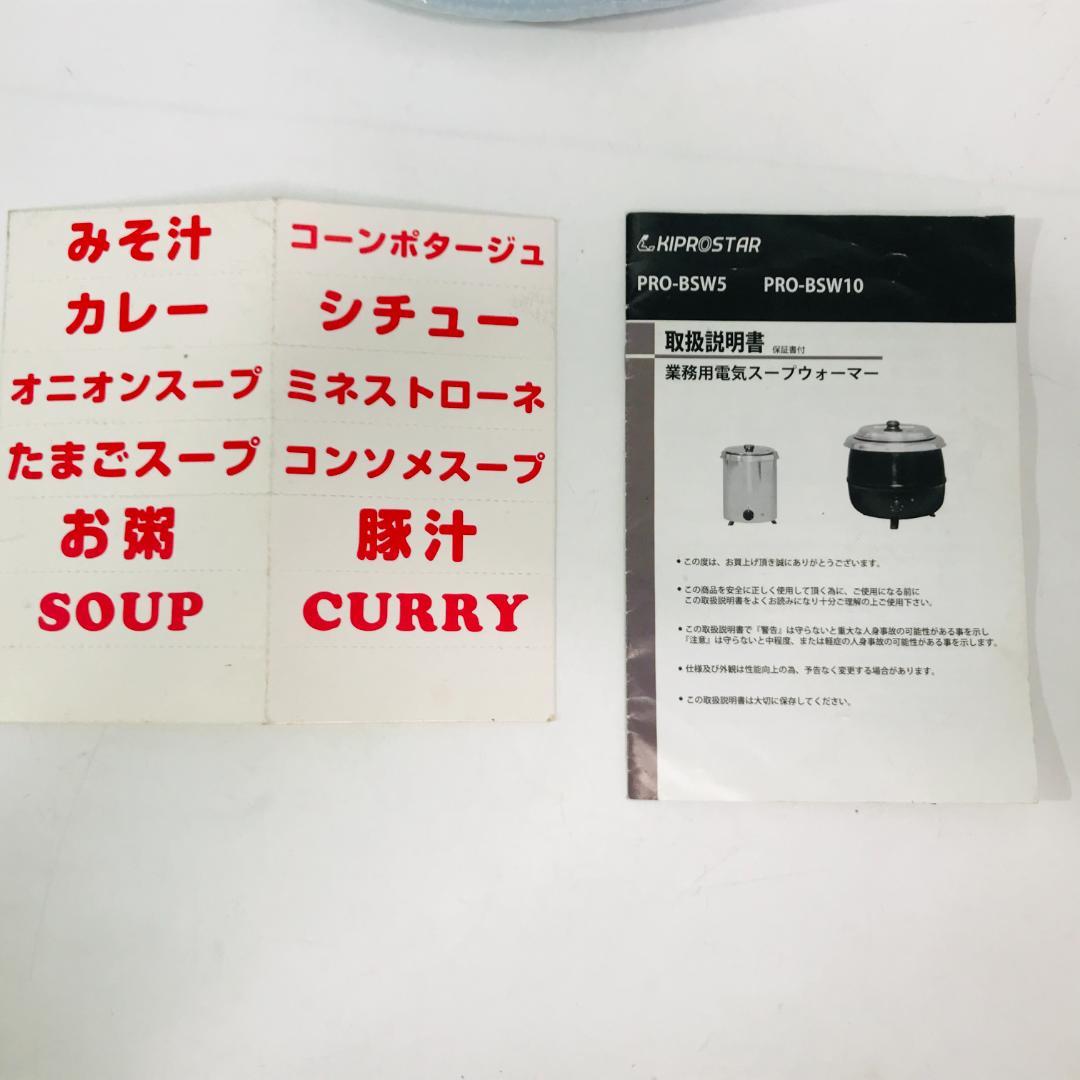 みそ汁
コーンポタージュ
カレー
シチュー
オニオンスープ
ミネストローネ
たまごスープ
コンソメスープ
お粥
豚汁
SOUP
CURRY
KIPROSTAR
PRO-BSW5 PRO-BSW10
取扱説明書 保証書付
業務用電気スープウォーマー
• この度は、お買上げ頂き誠にありがとうございます。
• この商品を安全に正しく使用して頂く為に、ご使用になる前に
この取扱説明書をよくお読みになり十分ご理解の上ご使用下さい。
• この取扱説明書で『警告』は守らないと重大な人身事故の可能性がある事を示し
『注意』は守らないと中程度、または軽症の人身事故の可能性がある事を示します。
• 仕様及び外観は性能向上の為、予告なく変更する場合があります。
• この取扱説明書は大切に保存してください。